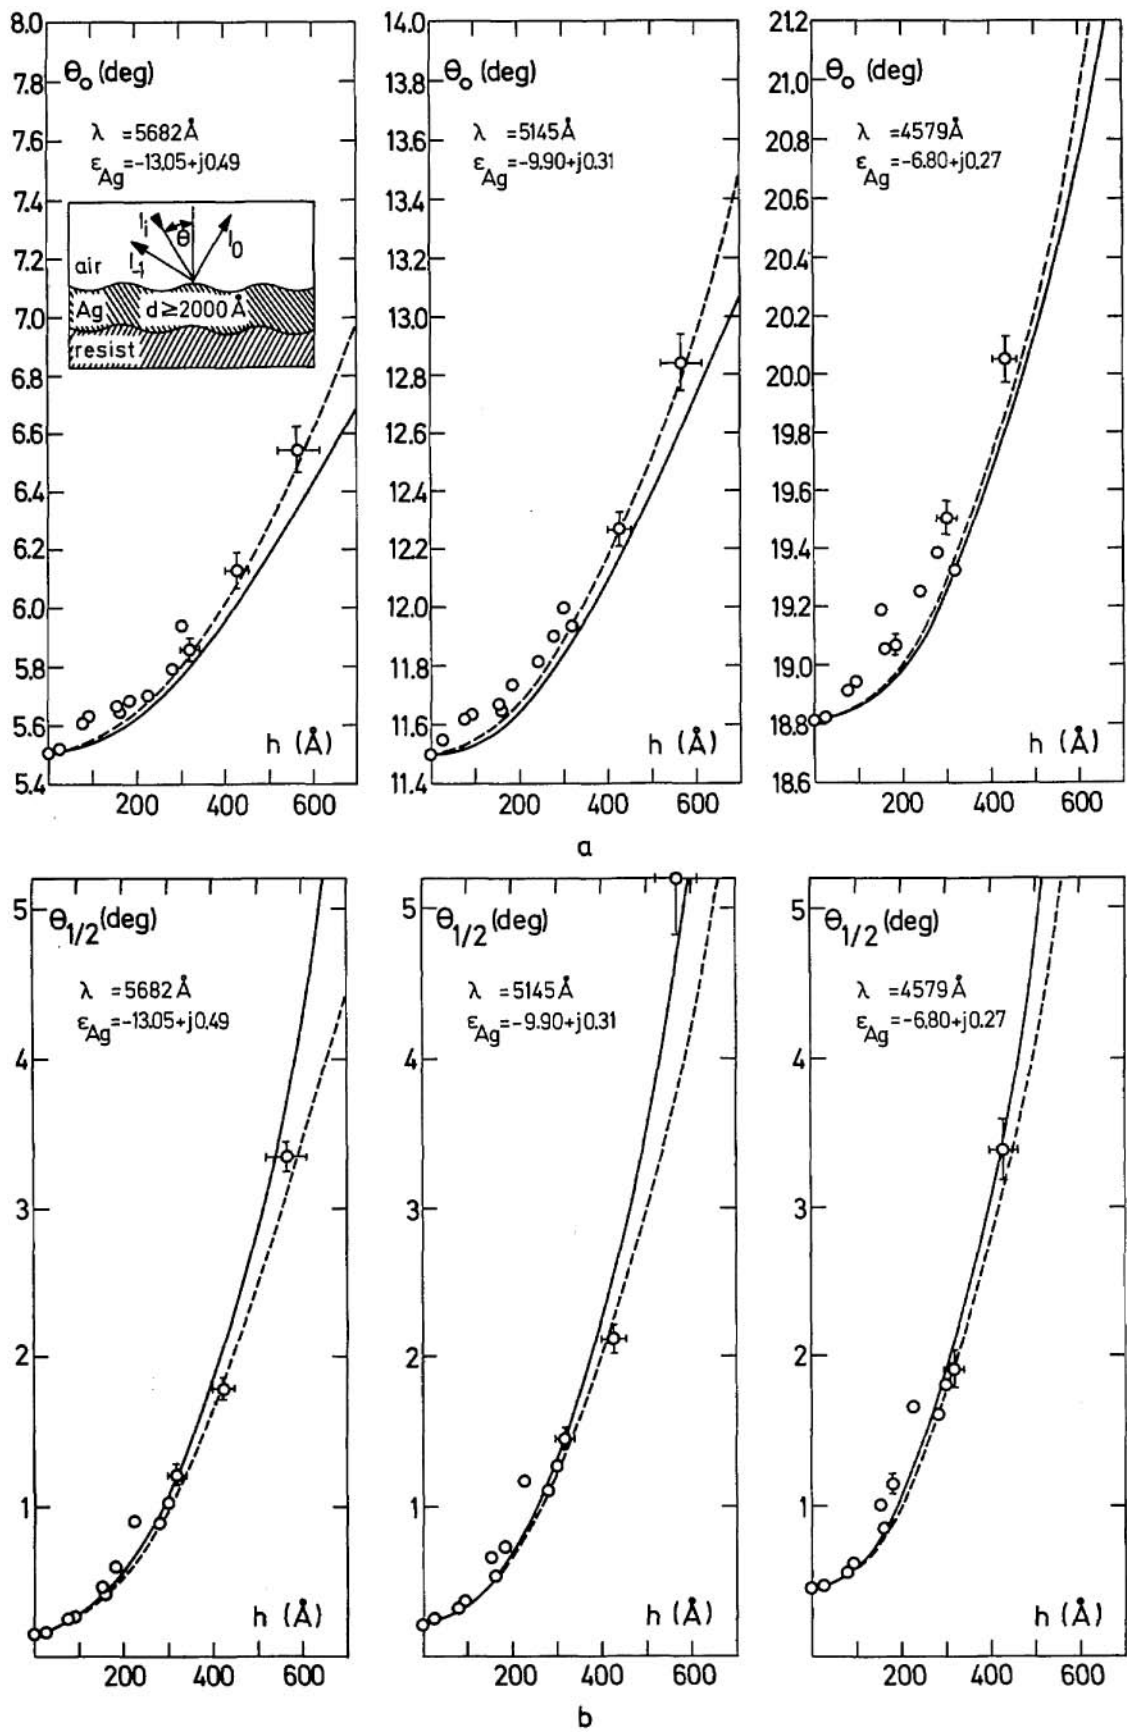 8.0
7.8
7.6
7.4
7.2
7.0
6.8
6.6
6.4
6.2
6.0
5.8
5.6
5.4
θo (deg)
λ =5682Å
εAg=-13.05+j0.49
Ii
θ
I0
I-1
air
Ag
d≥2000 Å
resist
h (Å)
200 400 600
14.0
13.8
13.6
13.4
13.2
13.0
12.8
12.6
12.4
12.2
12.0
11.8
11.6
11.4
θo (deg)
λ =5145Å
εAg=-9.90+j0.31
h (Å)
200 400 600
21.2
21.0
20.8
20.6
20.4
20.2
20.0
19.8
19.6
19.4
19.2
19.0
18.8
18.6
θo (deg)
λ =4579Å
εAg=-6.80+j0.27
h (Å)
200 400 600
a
5
4
3
2
1
θ1/2 (deg)
λ =5682Å
εAg=-13.05+j0.49
h (Å)
200 400 600
5
4
3
2
1
θ1/2 (deg)
λ =5145Å
εAg=-9.90+j0.31
h (Å)
200 400 600
5
4
3
2
1
θ1/2 (deg)
λ =4579Å
εAg=-6.80+j0.27
h (Å)
200 400 600
b